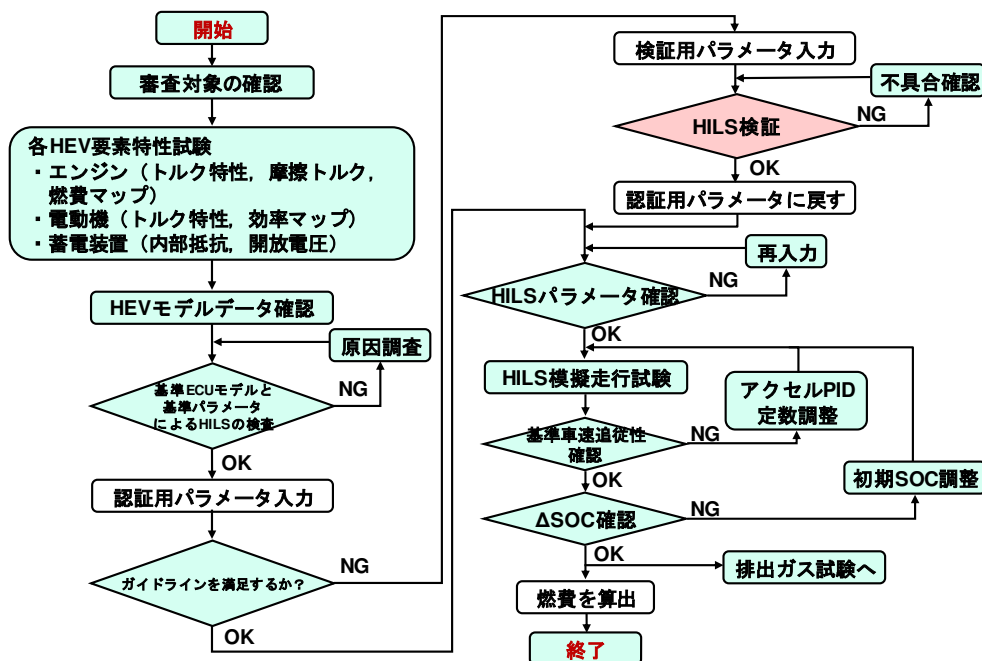 開始
審査対象の確認
各HEV要素特性試験
・エンジン（トルク特性，摩擦トルク，
燃費マップ）
・電動機（トルク特性，効率マップ）
・蓄電装置（内部抵抗，開放電圧）
HEVモデルデータ確認
原因調査
基準ECUモデルと
基準パラメータ
によるHILSの検査
NG
OK
認証用パラメータ入力
ガイドラインを満足するか？
NG
OK
検証用パラメータ入力
不具合確認
HILS検証
NG
OK
認証用パラメータに戻す
再入力
HILSパラメータ確認
NG
OK
HILS模擬走行試験
アクセルPID
定数調整
基準車速追従性
確認
NG
OK
初期SOC調整
ΔSOC確認
NG
OK
排出ガス試験へ
燃費を算出
終了